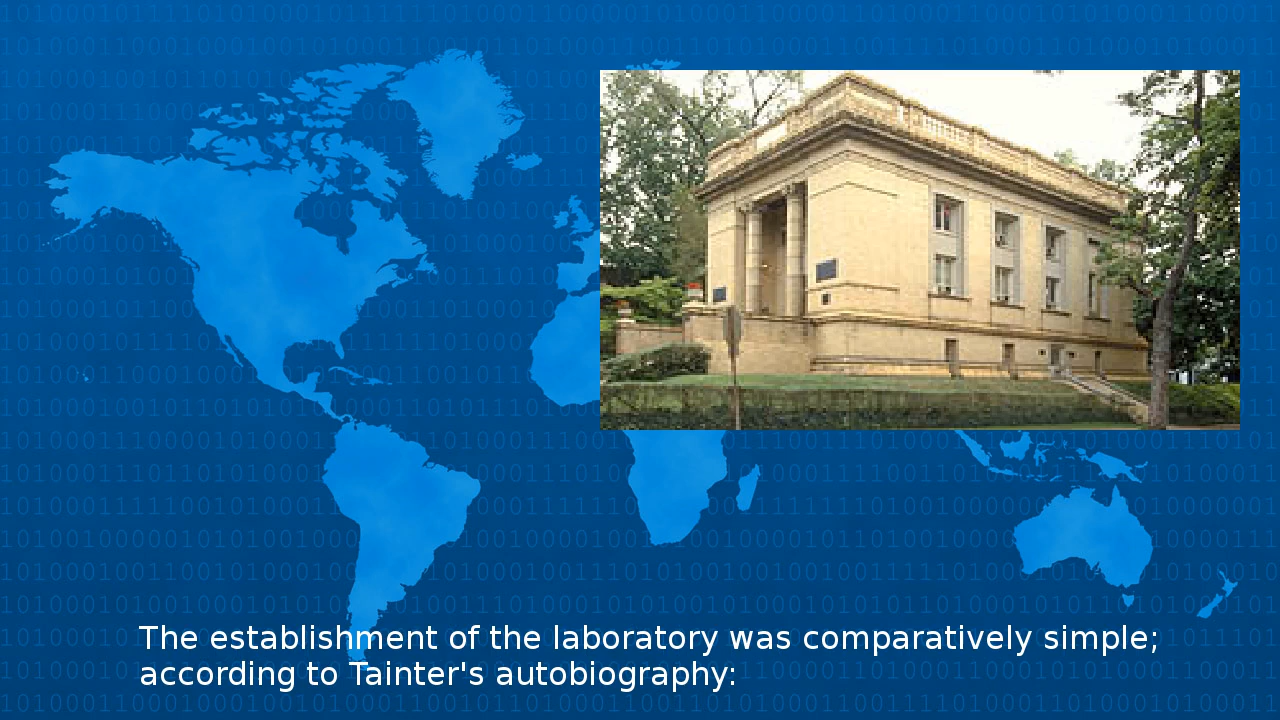 The establishment of the laboratory was comparatively simple;
according to Tainter's autobiography: